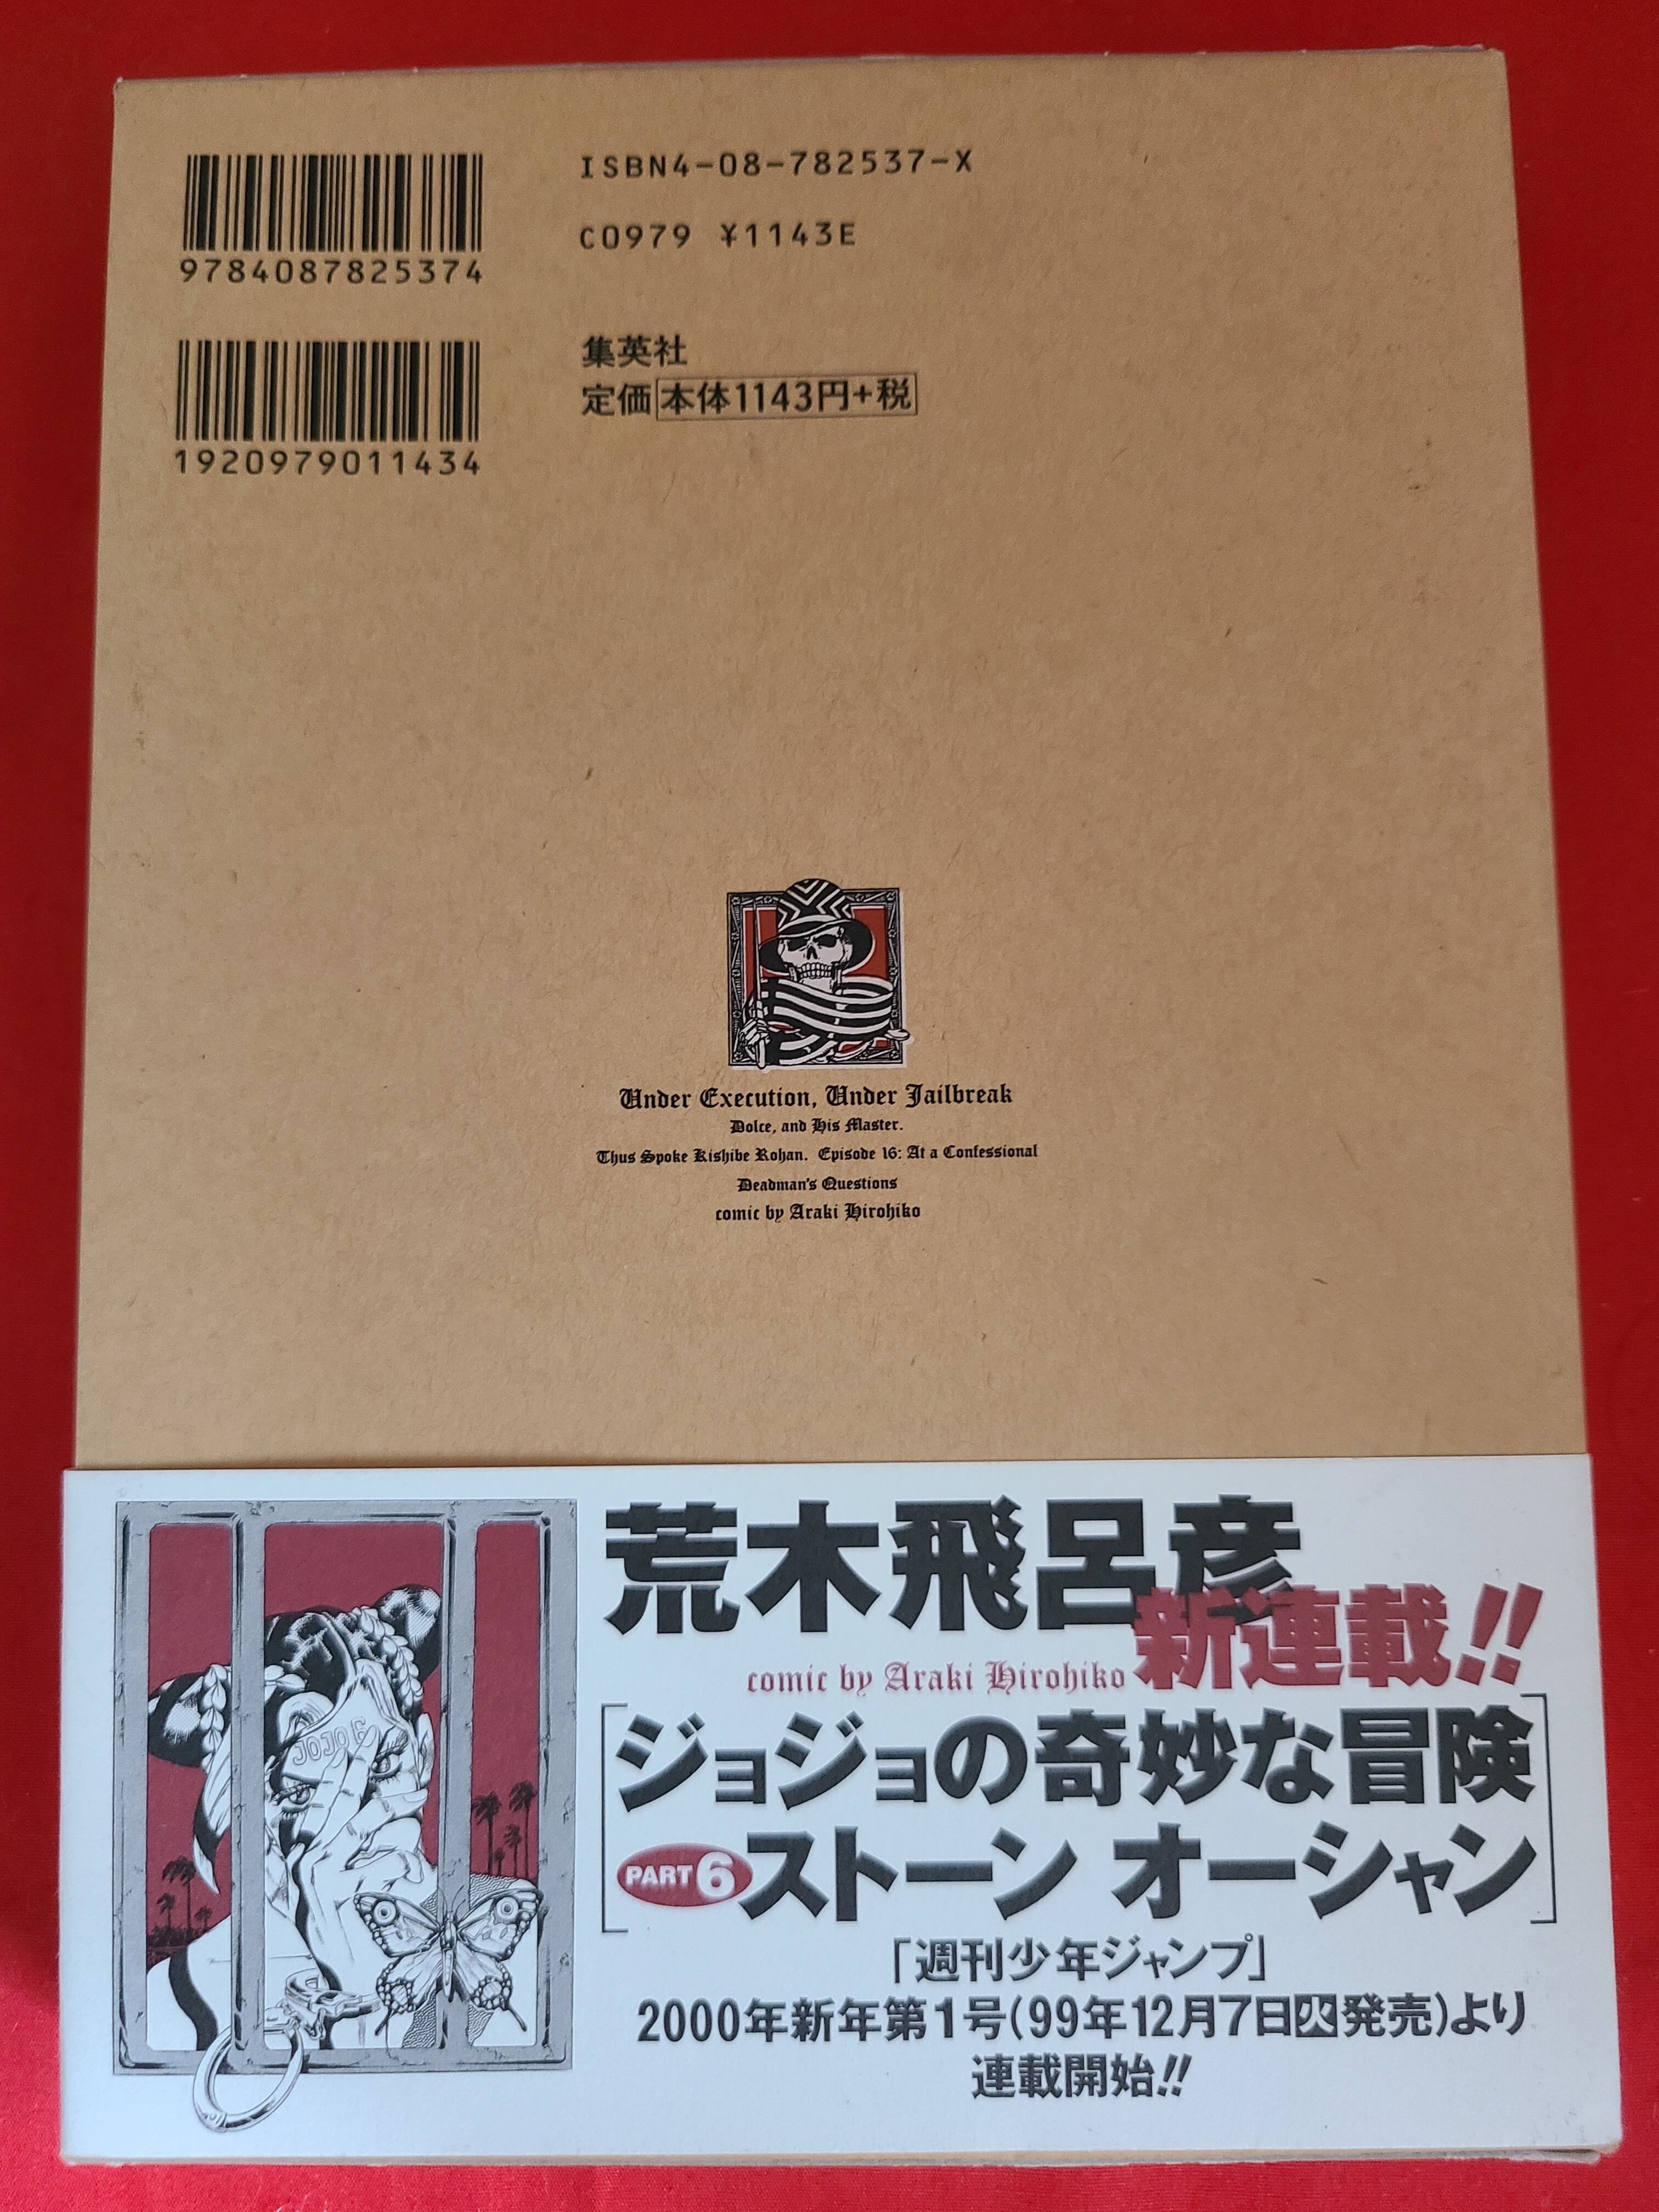 ISBN4-08-782537-X
C0979 ¥1143E
9784087825374
集英社
定価本体1143円+税
1920979011434
Under Execution, Under Jailbreak
Dolce, and His Master.
Thus Spoke Kishibe Rohan. Episode 16: At a Confessional
Deadman's Questions
comic by Araki Hirohiko
荒木飛呂彦
新連載!!
comic by Araki Hirohiko
ジョジョの奇妙な冒険
PART6 ストーン オーシャン
「週刊少年ジャンプ」
2000年新年第1号(99年12月7日火発売)より
連載開始!!
JOJO6